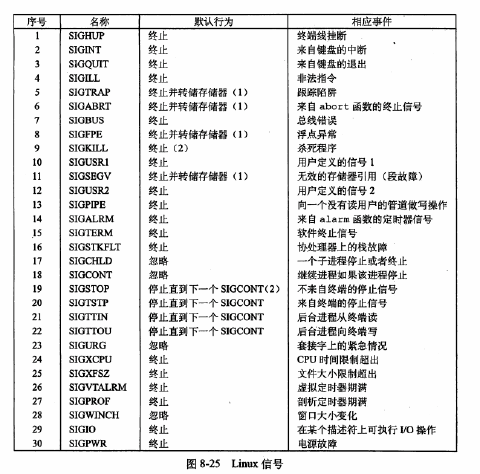 序号 名称 默认行为 相应事件
1 SIGHUP 终止 终端线挂断
2 SIGINT 终止 来自键盘的中断
3 SIGQUIT 终止 来自键盘的退出
4 SIGILL 终止 非法指令
5 SIGTRAP 终止并转储存储器（1） 跟踪陷阱
6 SIGABRT 终止并转储存储器（1） 来自 abort 函数的终止信号
7 SIGBUS 终止 总线错误
8 SIGFPE 终止并转储存储器（1） 浮点异常
9 SIGKILL 终止（2） 杀死程序
10 SIGUSR1 终止 用户定义的信号 1
11 SIGSEGV 终止并转储存储器（1） 无效的存储器引用（段故障）
12 SIGUSR2 终止 用户定义的信号 2
13 SIGPIPE 终止 向一个没有读用户的管道做写操作
14 SIGALRM 终止 来自 alarm 函数的定时器信号
15 SIGTERM 终止 软件终止信号
16 SIGSTKFLT 终止 协处理器上的栈故障
17 SIGCHLD 忽略 一个子进程停止或者终止
18 SIGCONT 忽略 继续进程如果该进程停止
19 SIGSTOP 停止直到下一个 SIGCONT(2) 不来自终端的停止信号
20 SIGTSTP 停止直到下一个 SIGCONT 来自终端的停止信号
21 SIGTTIN 停止直到下一个 SIGCONT 后台进程从终端读
22 SIGTTOU 停止直到下一个 SIGCONT 后台进程向终端写
23 SIGURG 忽略 套接字上的紧急情况
24 SIGXCPU 终止 CPU 时间限制超出
25 SIGXFSZ 终止 文件大小限制超出
26 SIGVTALRM 终止 虚拟定时器期满
27 SIGPROF 终止 剖析定时器期满
28 SIGWINCH 忽略 窗口大小变化
29 SIGIO 终止 在某个描述符上可执行 I/O 操作
30 SIGPWR 终止 电源故障
图 8-25 Linux 信号